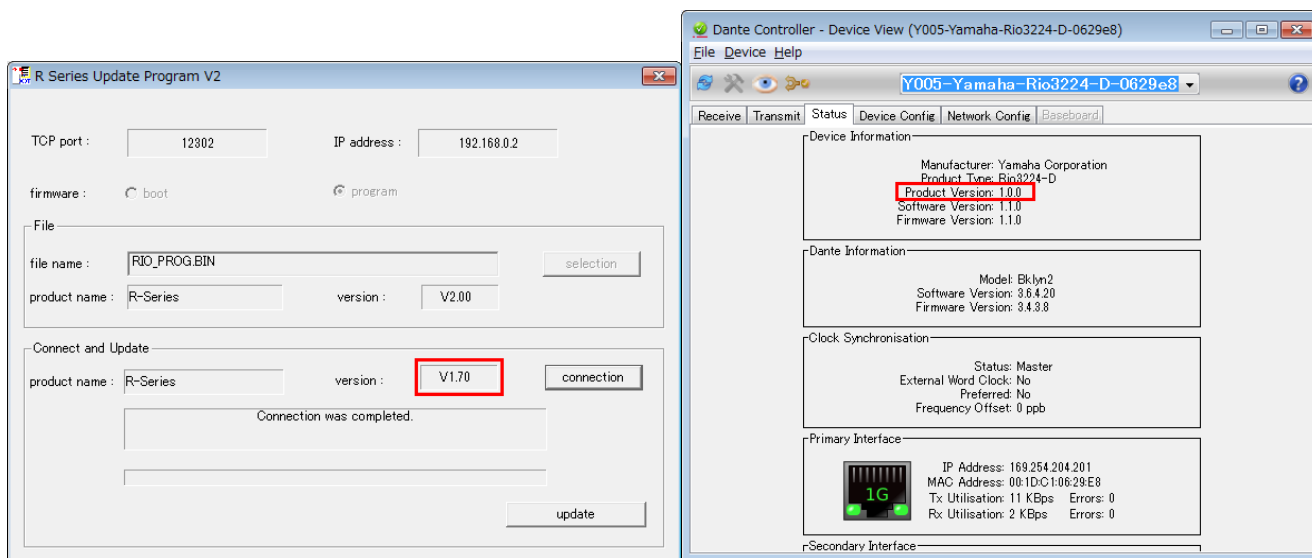 R Series Update Program V2
TCP port : 12302 IP address : 192.168.0.2
firmware : boot program
File
file name : RIO_PROG.BIN selection
product name : R-Series version : V2.00
Connect and Update
product name : R-Series version : V1.70 connection
Connection was completed.
update
Dante Controller - Device View (Y005-Yamaha-Rio3224-D-0629e8)
File Device Help
Y005-Yamaha-Rio3224-D-0629e8
Receive Transmit Status Device Config Network Config Baseboard
Device Information
Manufacturer: Yamaha Corporation
Product Type: Rio3224-D
Product Version: 1.0.0
Software Version: 1.1.0
Firmware Version: 1.1.0
Dante Information
Model: Bklyn2
Software Version: 3.6.4.20
Firmware Version: 3.4.3.8
Clock Synchronisation
Status: Master
External Word Clock: No
Preferred: No
Frequency Offset: 0 ppb
Primary Interface
1G
IP Address: 169.254.204.201
MAC Address: 00:1D:C1:06:29:E8
Tx Utilisation: 11 KBps Errors: 0
Rx Utilisation: 2 KBps Errors: 0
Secondary Interface